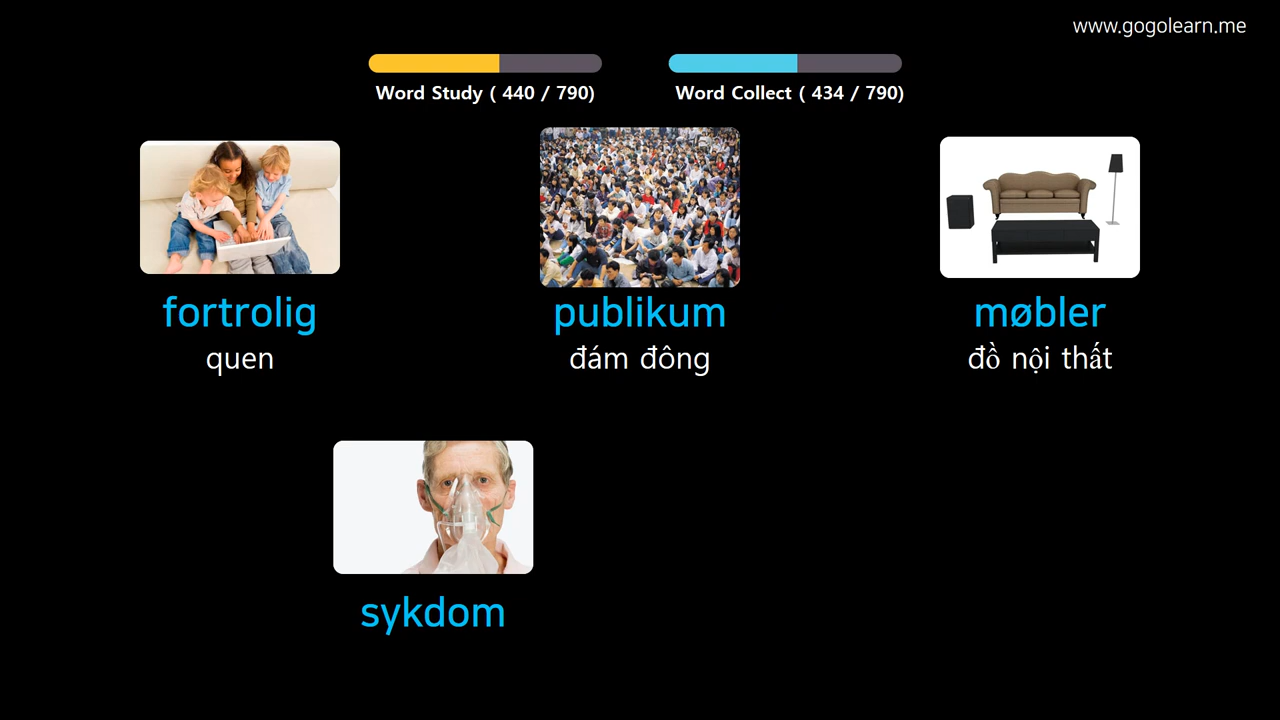 www.gogolearn.me
Word Study ( 440 / 790)
Word Collect ( 434 / 790)
fortrolig
quen
publikum
đám đông
møbler
đồ nội thất
sykdom